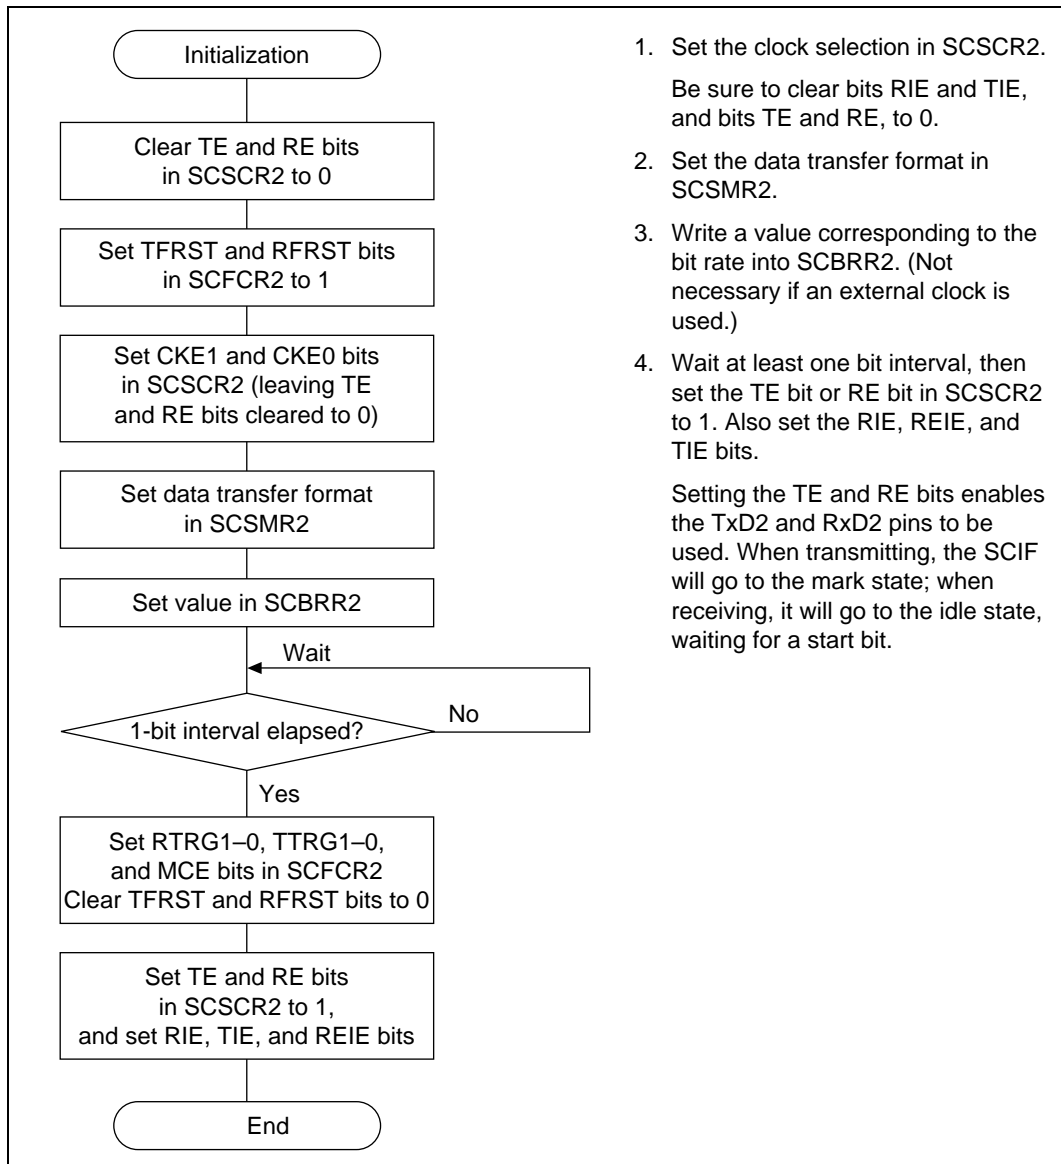 Initialization
Clear TE and RE bits
in SCSCR2 to 0
Set TFRST and RFRST bits
in SCFCR2 to 1
Set CKE1 and CKE0 bits
in SCSCR2 (leaving TE
and RE bits cleared to 0)
Set data transfer format
in SCSMR2
Set value in SCBRR2
Wait
1-bit interval elapsed?
No
Yes
Set RTRG1–0, TTRG1–0,
and MCE bits in SCFCR2
Clear TFRST and RFRST bits to 0
Set TE and RE bits
in SCSCR2 to 1,
and set RIE, TIE, and REIE bits
End
1. Set the clock selection in SCSCR2.
Be sure to clear bits RIE and TIE,
and bits TE and RE, to 0.
2. Set the data transfer format in
SCSMR2.
3. Write a value corresponding to the
bit rate into SCBRR2. (Not
necessary if an external clock is
used.)
4. Wait at least one bit interval, then
set the TE bit or RE bit in SCSCR2
to 1. Also set the RIE, REIE, and
TIE bits.
Setting the TE and RE bits enables
the TxD2 and RxD2 pins to be
used. When transmitting, the SCIF
will go to the mark state; when
receiving, it will go to the idle state,
waiting for a start bit.